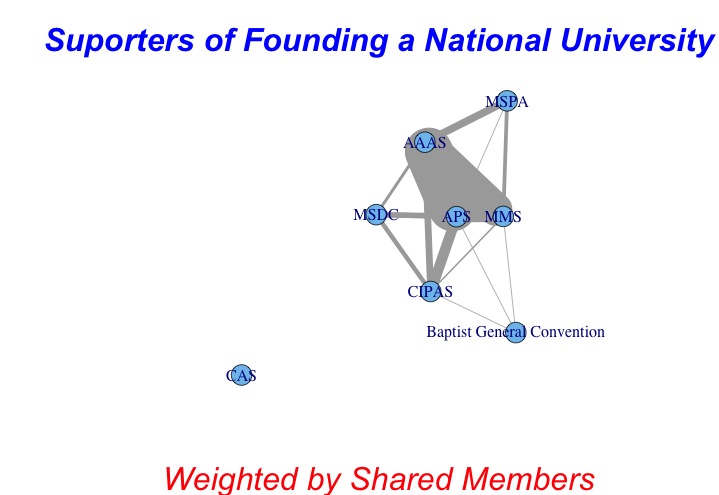 Suporters of Founding a National University
MSPA
AAAS
MSDC APS MMS
CIPAS
Baptist General Convention
CAS
Weighted by Shared Members